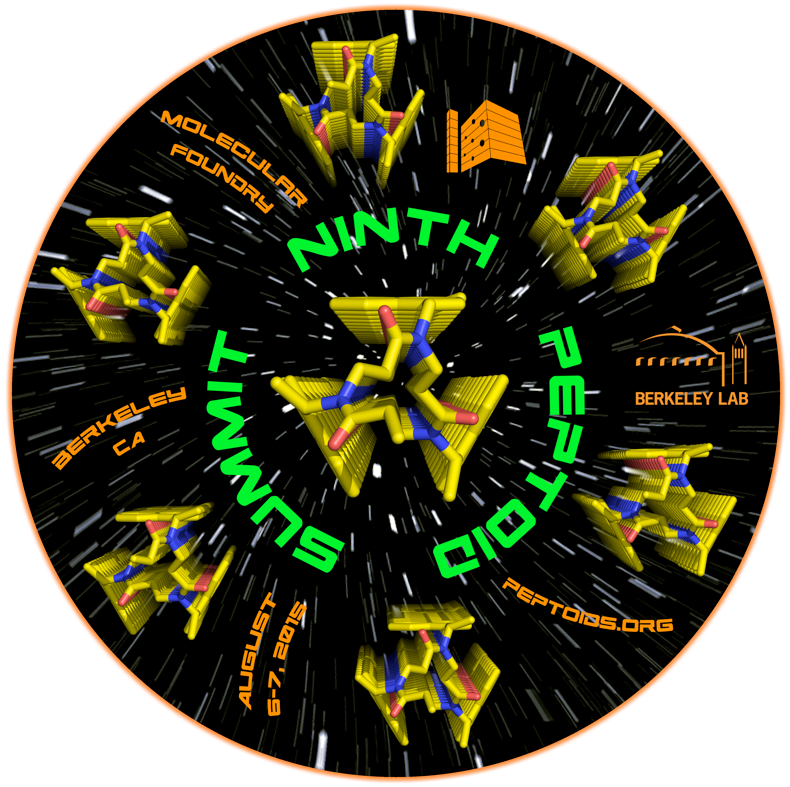 NINTH
PEPTOID
SUMMIT
MOLECULAR
FOUNDRY
BERKELEY LAB
PEPTOIDS.ORG
AUGUST
6-7, 2015
BERKELEY
CA